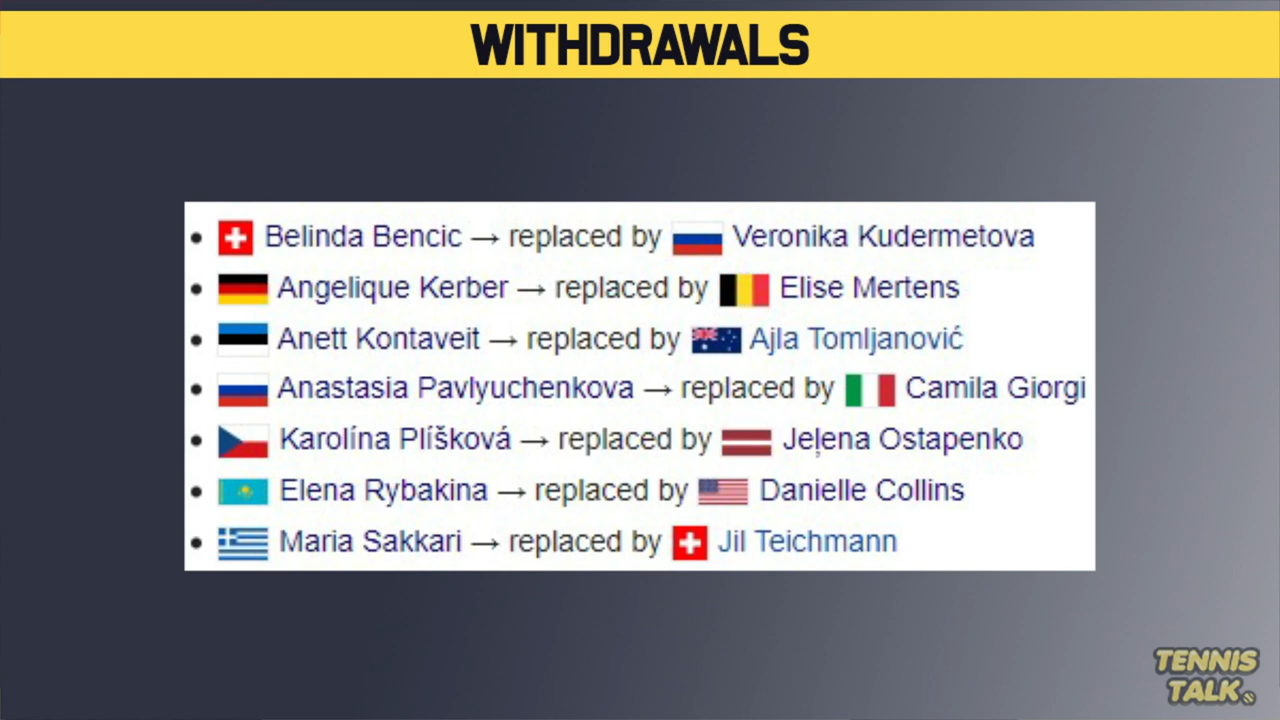 WITHDRAWALS
• Belinda Bencic → replaced by Veronika Kudermetova
• Angelique Kerber → replaced by Elise Mertens
• Anett Kontaveit → replaced by Ajla Tomljanović
• Anastasia Pavlyuchenkova → replaced by Camila Giorgi
• Karolína Plíšková → replaced by Jeļena Ostapenko
• Elena Rybakina → replaced by Danielle Collins
• Maria Sakkari → replaced by Jil Teichmann
TENNIS
TALK